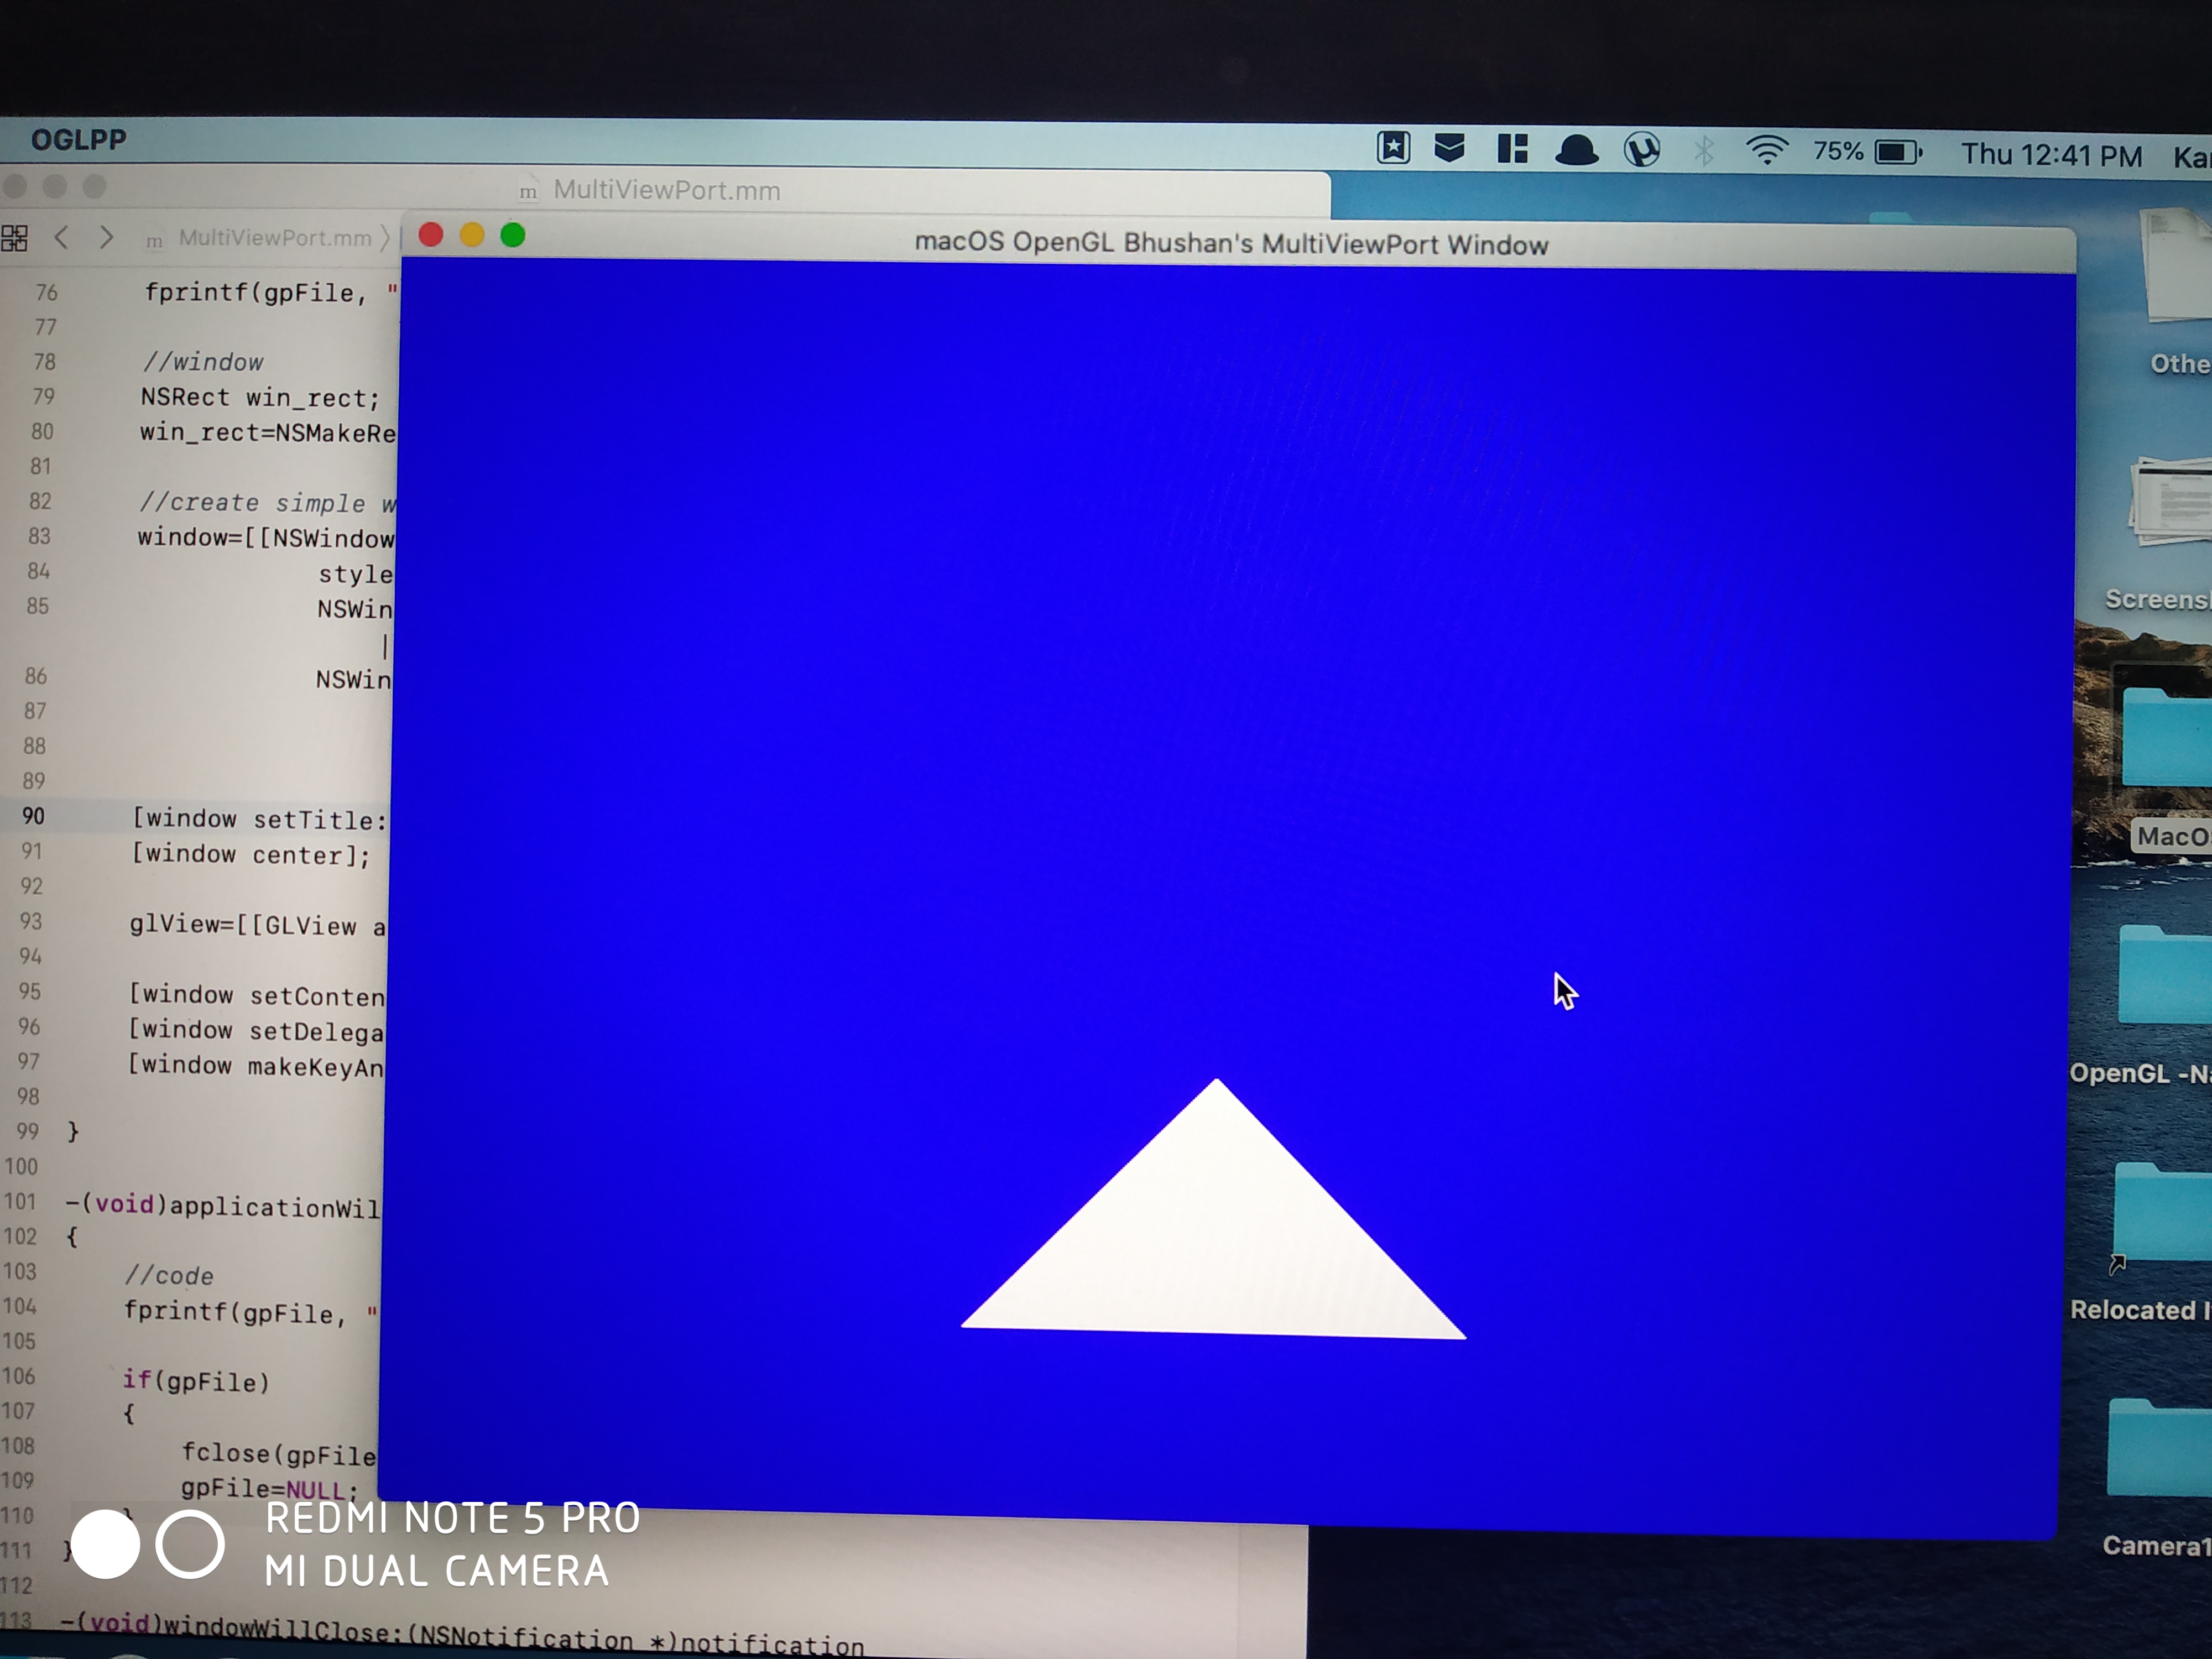 OGLPP
75%
Thu 12:41 PM
MultiViewPort.mm
MultiViewPort.mm
macOS OpenGL Bhushan's MultiViewPort Window
76 fprintf(gpFile, "
77
78 //window
79 NSRect win_rect;
80 win_rect=NSMakeRe
81
82 //create simple w
83 window=[[NSWindow
84 style
85 NSWin
|
86 NSWin
87
88
89
90 [window setTitle:
91 [window center];
92
93 glView=[[GLView a
94
95 [window setConten
96 [window setDelega
97 [window makeKeyAn
98
99 }
100
101 -(void)applicationWil
102 {
103 //code
104 fprintf(gpFile, "
105
106 if(gpFile)
107 {
108 fclose(gpFile
109 gpFile=NULL;
110 }
111 }
112
113 -(void)windowWillClose:(NSNotification *)notification
Othe
Screens
MacO
OpenGL -N
Relocated I
Camera1
REDMI NOTE 5 PRO
MI DUAL CAMERA